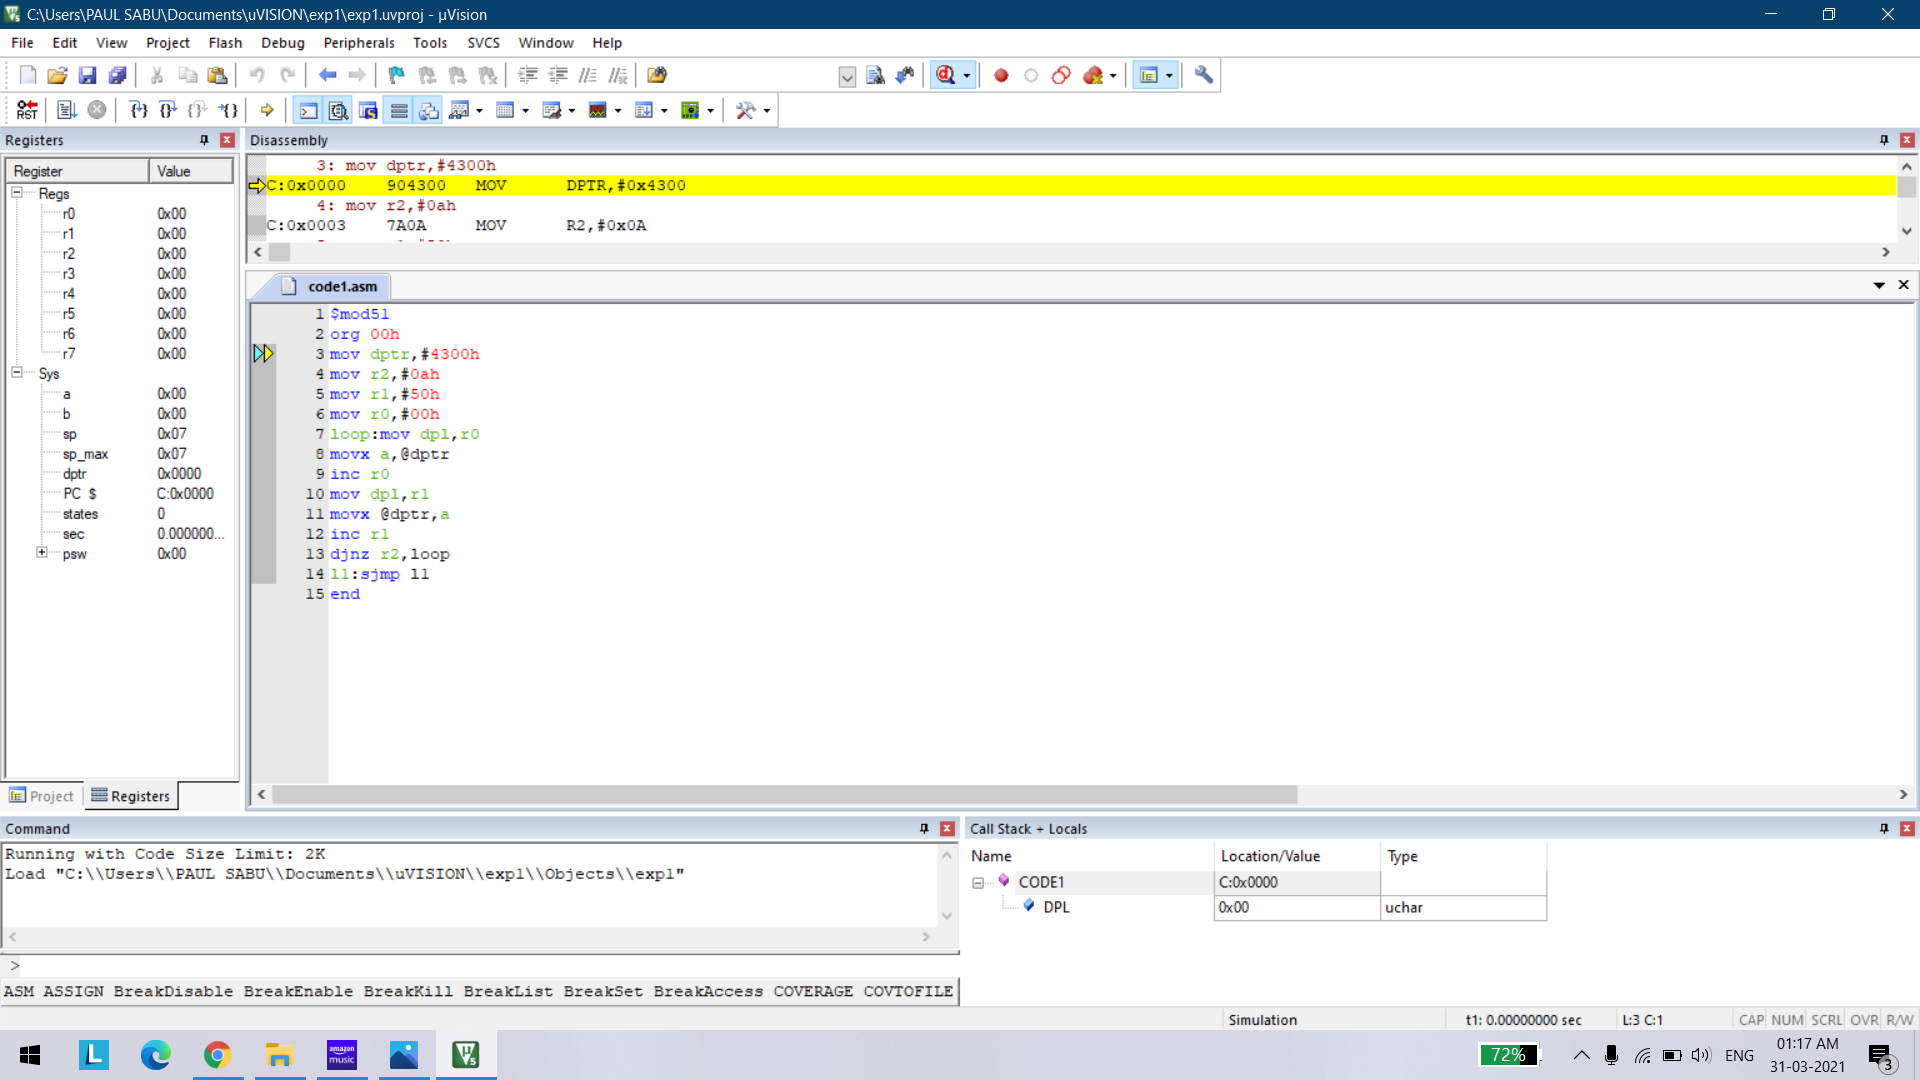 C:\Users\PAUL SABU\Documents\uVISION\exp1\exp1.uvproj - µVision
File Edit View Project Flash Debug Peripherals Tools SVCS Window Help
RST
Registers
Register Value
Regs
r0 0x00
r1 0x00
r2 0x00
r3 0x00
r4 0x00
r5 0x00
r6 0x00
r7 0x00
Sys
a 0x00
b 0x00
sp 0x07
sp_max 0x07
dptr 0x0000
PC $ C:0x0000
states 0
sec 0.000000...
psw 0x00
Project Registers
Disassembly
3: mov dptr,#4300h
C:0x0000 904300 MOV DPTR,#0x4300
4: mov r2,#0ah
C:0x0003 7A0A MOV R2,#0x0A
code1.asm
1 $mod51
2 org 00h
3 mov dptr,#4300h
4 mov r2,#0ah
5 mov r1,#50h
6 mov r0,#00h
7 loop:mov dpl,r0
8 movx a,@dptr
9 inc r0
10 mov dpl,r1
11 movx @dptr,a
12 inc r1
13 djnz r2,loop
14 l1:sjmp l1
15 end
Command
Running with Code Size Limit: 2K
Load "C:\\Users\\PAUL SABU\\Documents\\uVISION\\exp1\\Objects\\exp1"
>
ASM ASSIGN BreakDisable BreakEnable BreakKill BreakList BreakSet BreakAccess COVERAGE COVTOFILE
Call Stack + Locals
Name Location/Value Type
CODE1 C:0x0000
DPL 0x00 uchar
Simulation t1: 0.00000000 sec L:3 C:1 CAP NUM SCRL OVR R/W
L
amazon music
72%
ENG
01:17 AM
31-03-2021
3